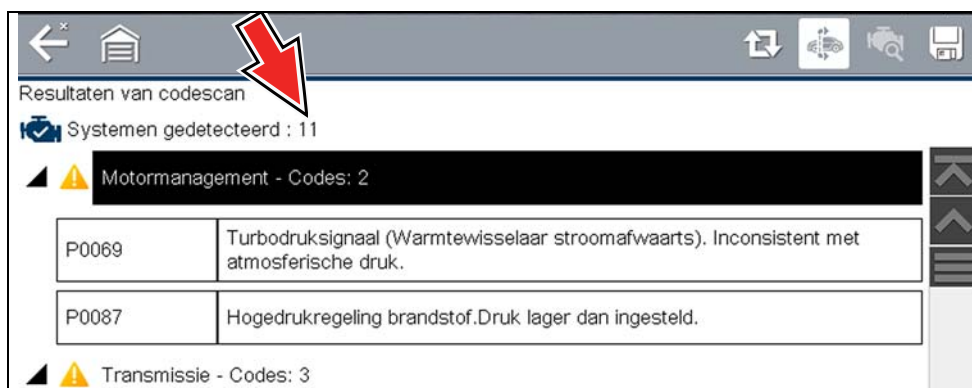 Resultaten van codescan
Systemen gedetecteerd : 11
Motormanagement - Codes: 2
P0069
Turbodruksignaal (Warmtewisselaar stroomafwaarts). Inconsistent met
atmosferische druk.
P0087
Hogedrukregeling brandstof.Druk lager dan ingesteld.
Transmissie - Codes: 3